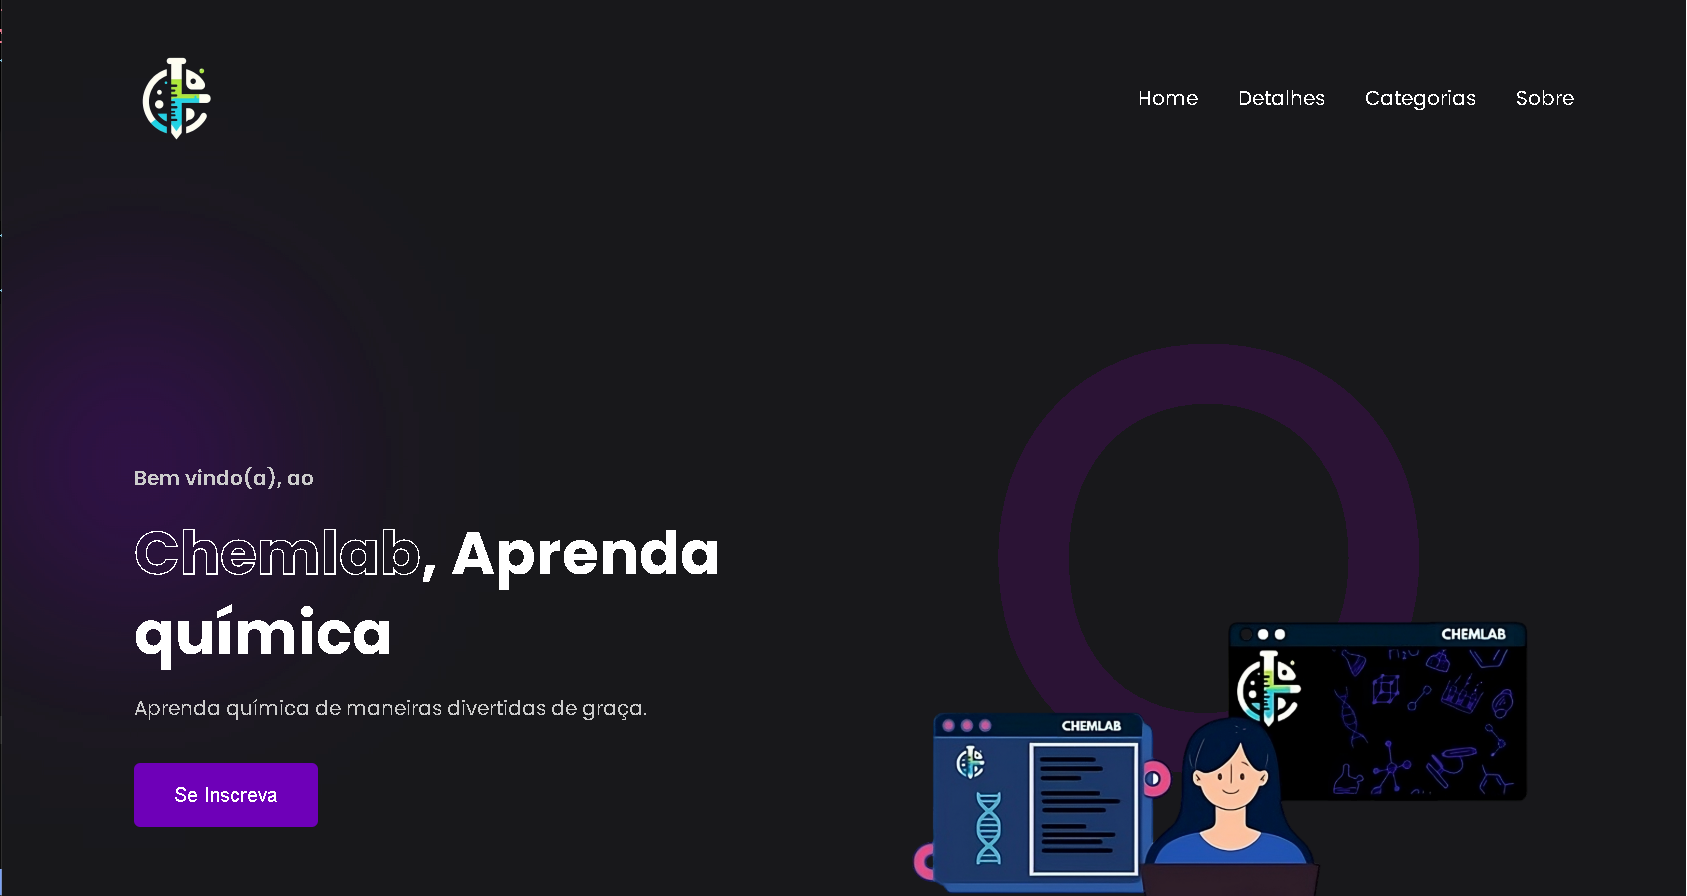 Home Detalhes Categorias Sobre
Bem vindo(a), ao
Chemlab, Aprenda
química
Aprenda química de maneiras divertidas de graça.
Se Inscreva
CHEMLAB
H₂O
CHEMLAB